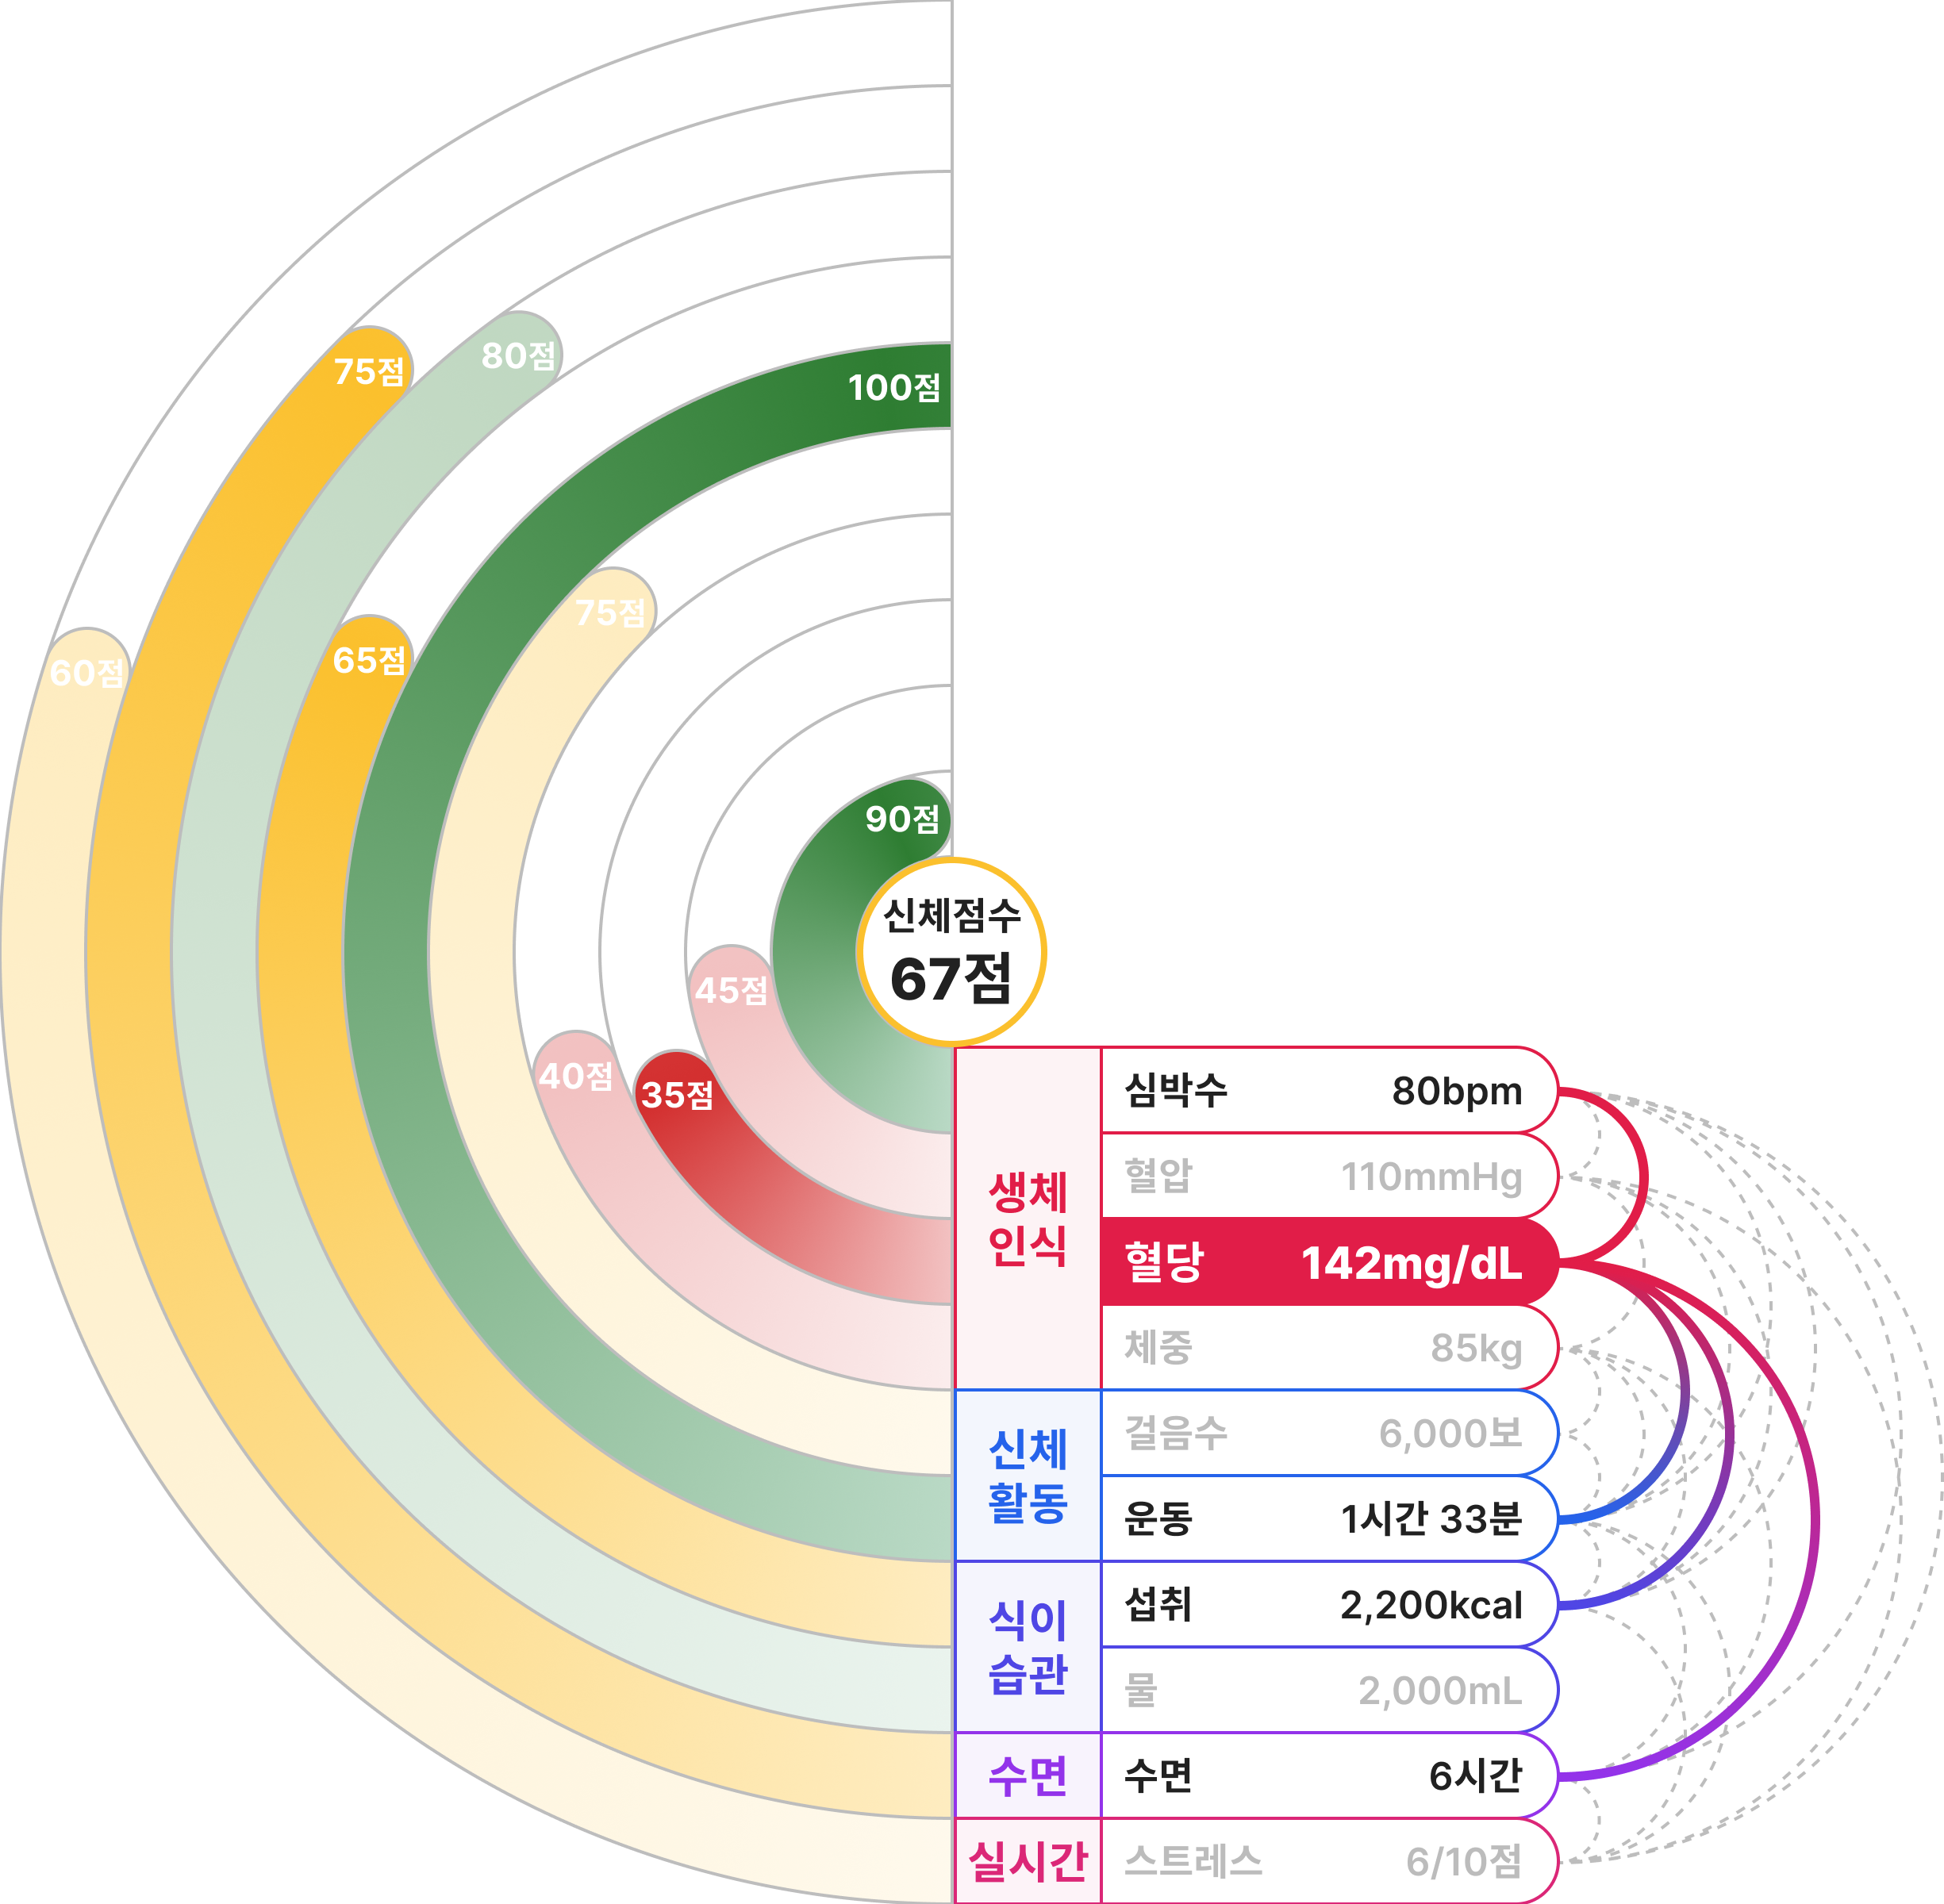 75점
80점
100점
75점
60점
65점
90점
신체점수
67점
45점
40점
35점
생체
인식
심박수 80bpm
혈압 110mmHg
혈당 142mg/dL
체중 85kg
신체
활동
걸음수 6,000보
운동 1시간 33분
식이
습관
섭취 2,200kcal
물 2,000mL
수면
수면 6시간
실시간
스트레스 6/10점